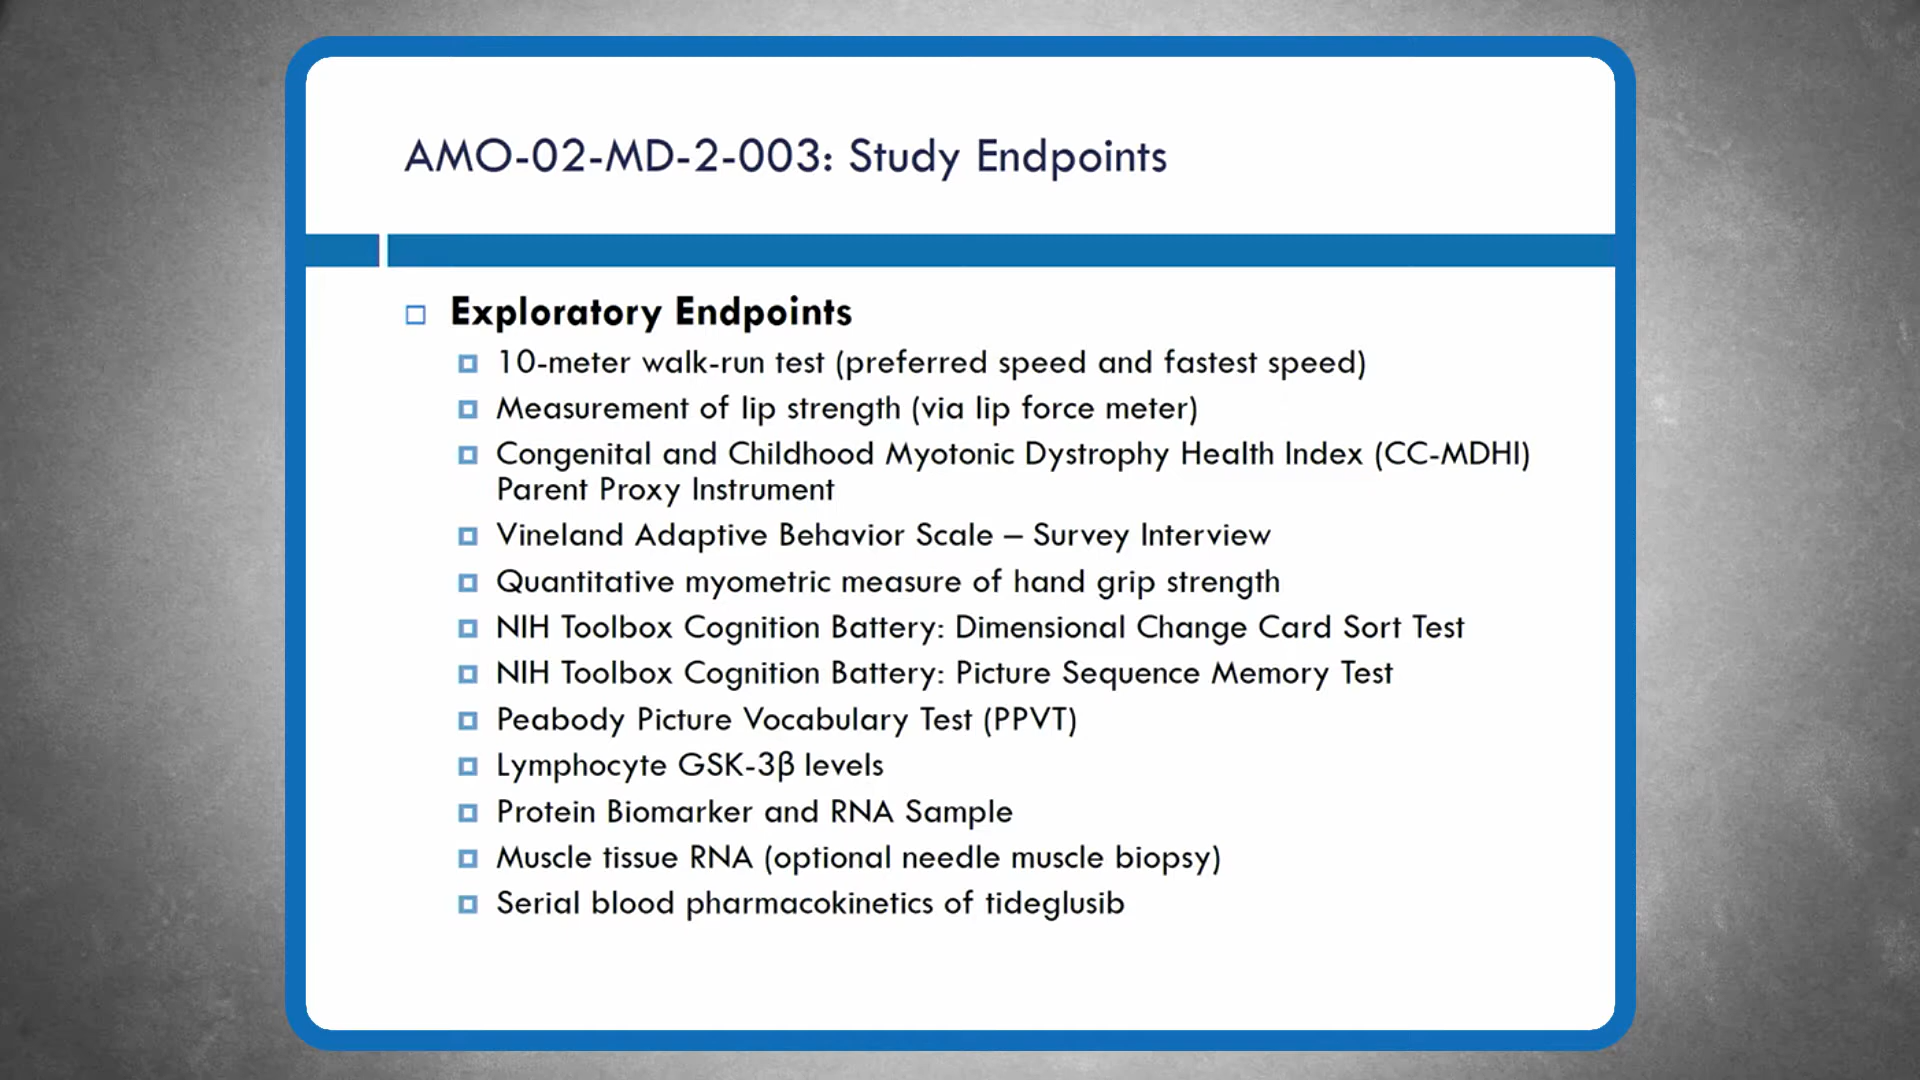 AMO-02-MD-2-003: Study Endpoints
Exploratory Endpoints
10-meter walk-run test (preferred speed and fastest speed)
Measurement of lip strength (via lip force meter)
Congenital and Childhood Myotonic Dystrophy Health Index (CC-MDHI)
Parent Proxy Instrument
Vineland Adaptive Behavior Scale – Survey Interview
Quantitative myometric measure of hand grip strength
NIH Toolbox Cognition Battery: Dimensional Change Card Sort Test
NIH Toolbox Cognition Battery: Picture Sequence Memory Test
Peabody Picture Vocabulary Test (PPVT)
Lymphocyte GSK-3β levels
Protein Biomarker and RNA Sample
Muscle tissue RNA (optional needle muscle biopsy)
Serial blood pharmacokinetics of tideglusib